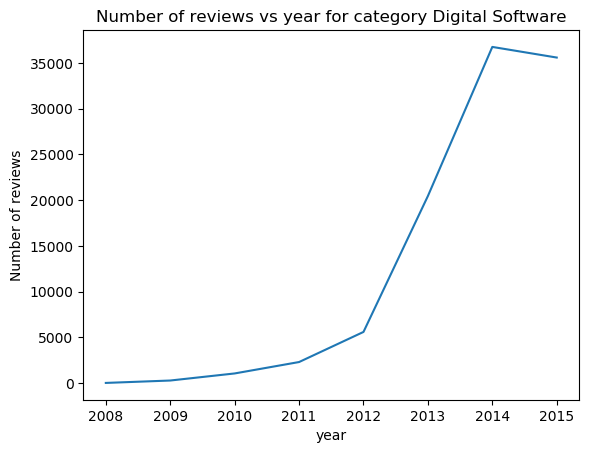 Number of reviews vs year for category Digital Software
Number of reviews
35000
30000
25000
20000
15000
10000
5000
0
2008 2009 2010 2011 2012 2013 2014 2015
year